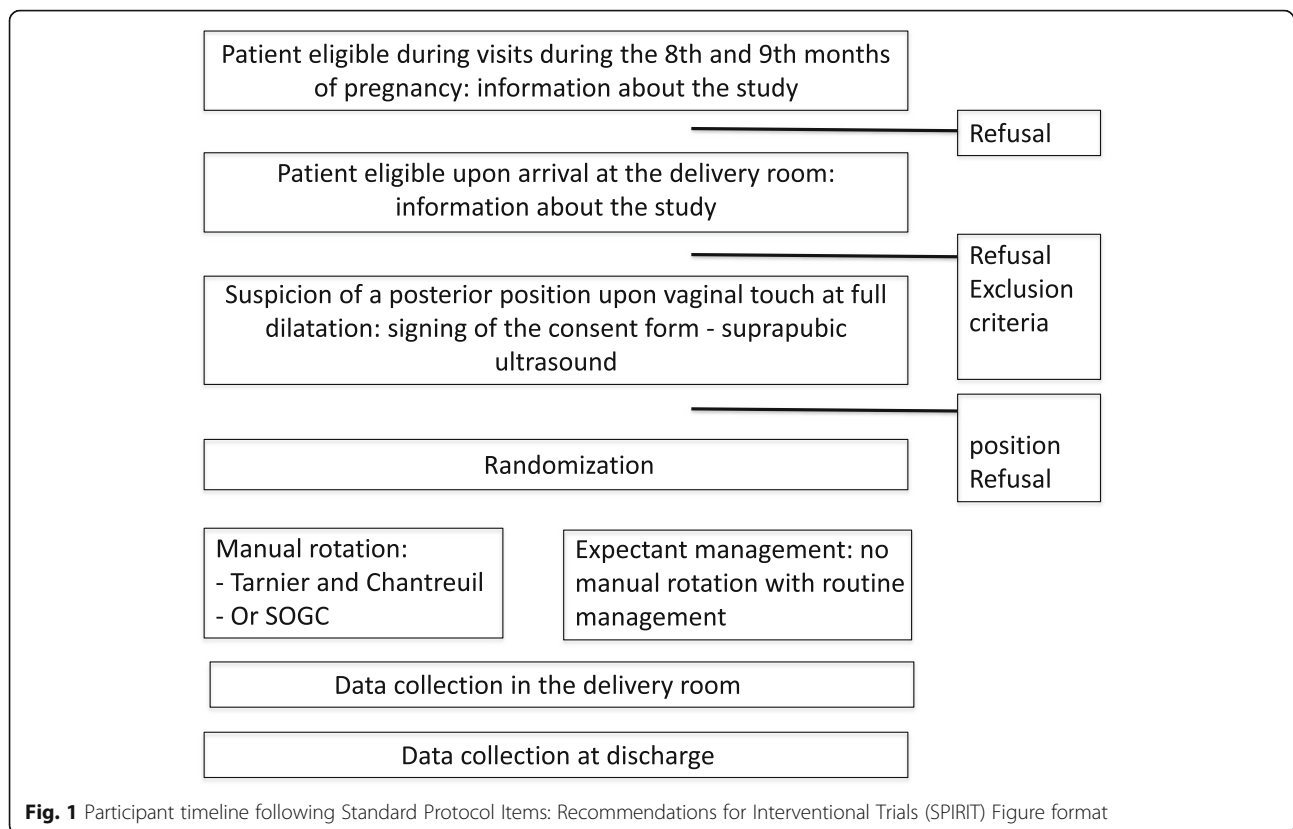 Patient eligible during visits during the 8th and 9th months
of pregnancy: information about the study
Refusal
Patient eligible upon arrival at the delivery room:
information about the study
Refusal
Exclusion
criteria
Suspicion of a posterior position upon vaginal touch at full
dilatation: signing of the consent form - suprapubic
ultrasound
position
Refusal
Randomization
Manual rotation:
- Tarnier and Chantreuil
- Or SOGC
Expectant management: no
manual rotation with routine
management
Data collection in the delivery room
Data collection at discharge
Fig. 1 Participant timeline following Standard Protocol Items: Recommendations for Interventional Trials (SPIRIT) Figure format